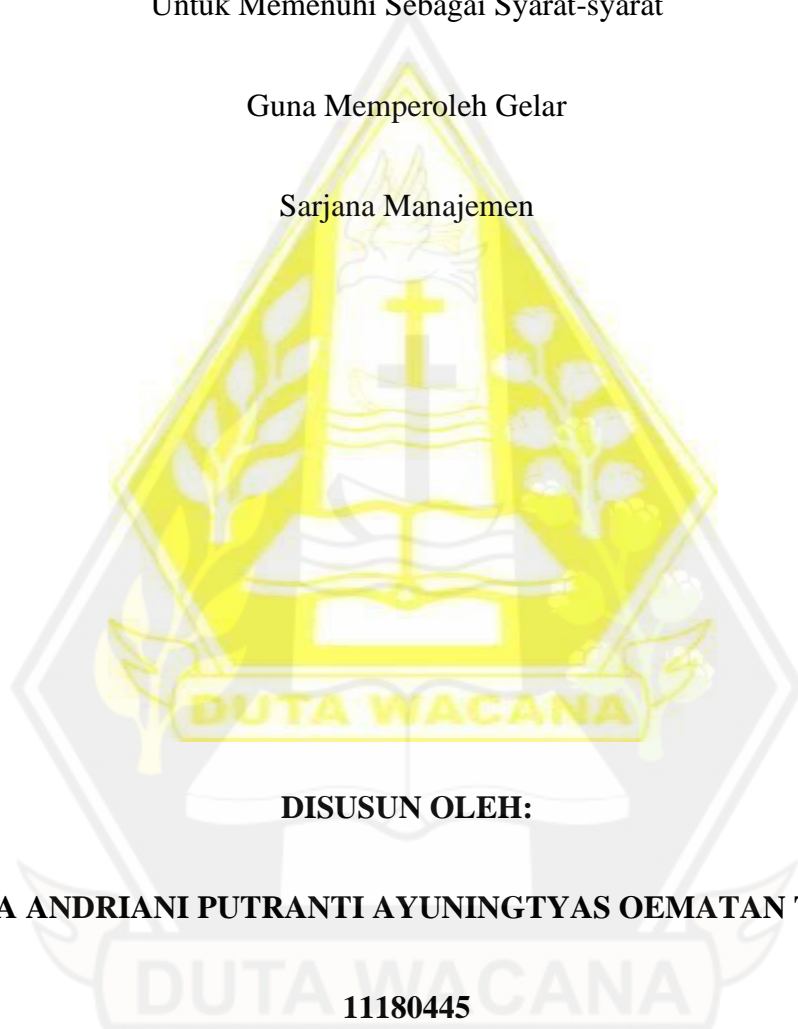 Untuk Memenuhi Sebagai Syarat-syarat
Guna Memperoleh Gelar
Sarjana Manajemen
DUTA WACANA
DISUSUN OLEH:
ANDRIANI PUTRANTI AYUNINGTYAS OEMATAN
DUTA WACANA
11180445